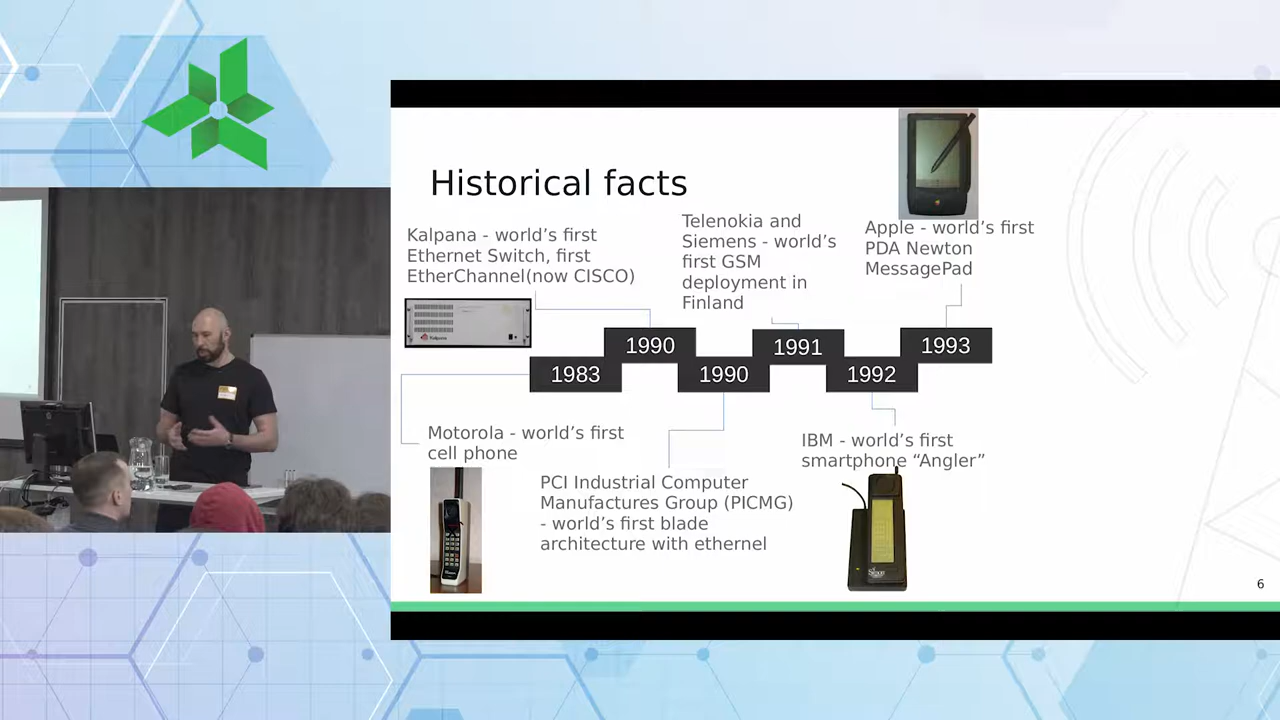 Historical facts
Kalpana - world’s first
Ethernet Switch, first
EtherChannel(now CISCO)
Telenokia and
Siemens - world’s
first GSM
deployment in
Finland
Apple - world’s first
PDA Newton
MessagePad
Kalpana
1990
1991
1993
1983
1990
1992
Motorola - world’s first
cell phone
PCI Industrial Computer
Manufactures Group (PICMG)
- world’s first blade
architecture with ethernel
IBM - world’s first
smartphone “Angler”
Simon
6